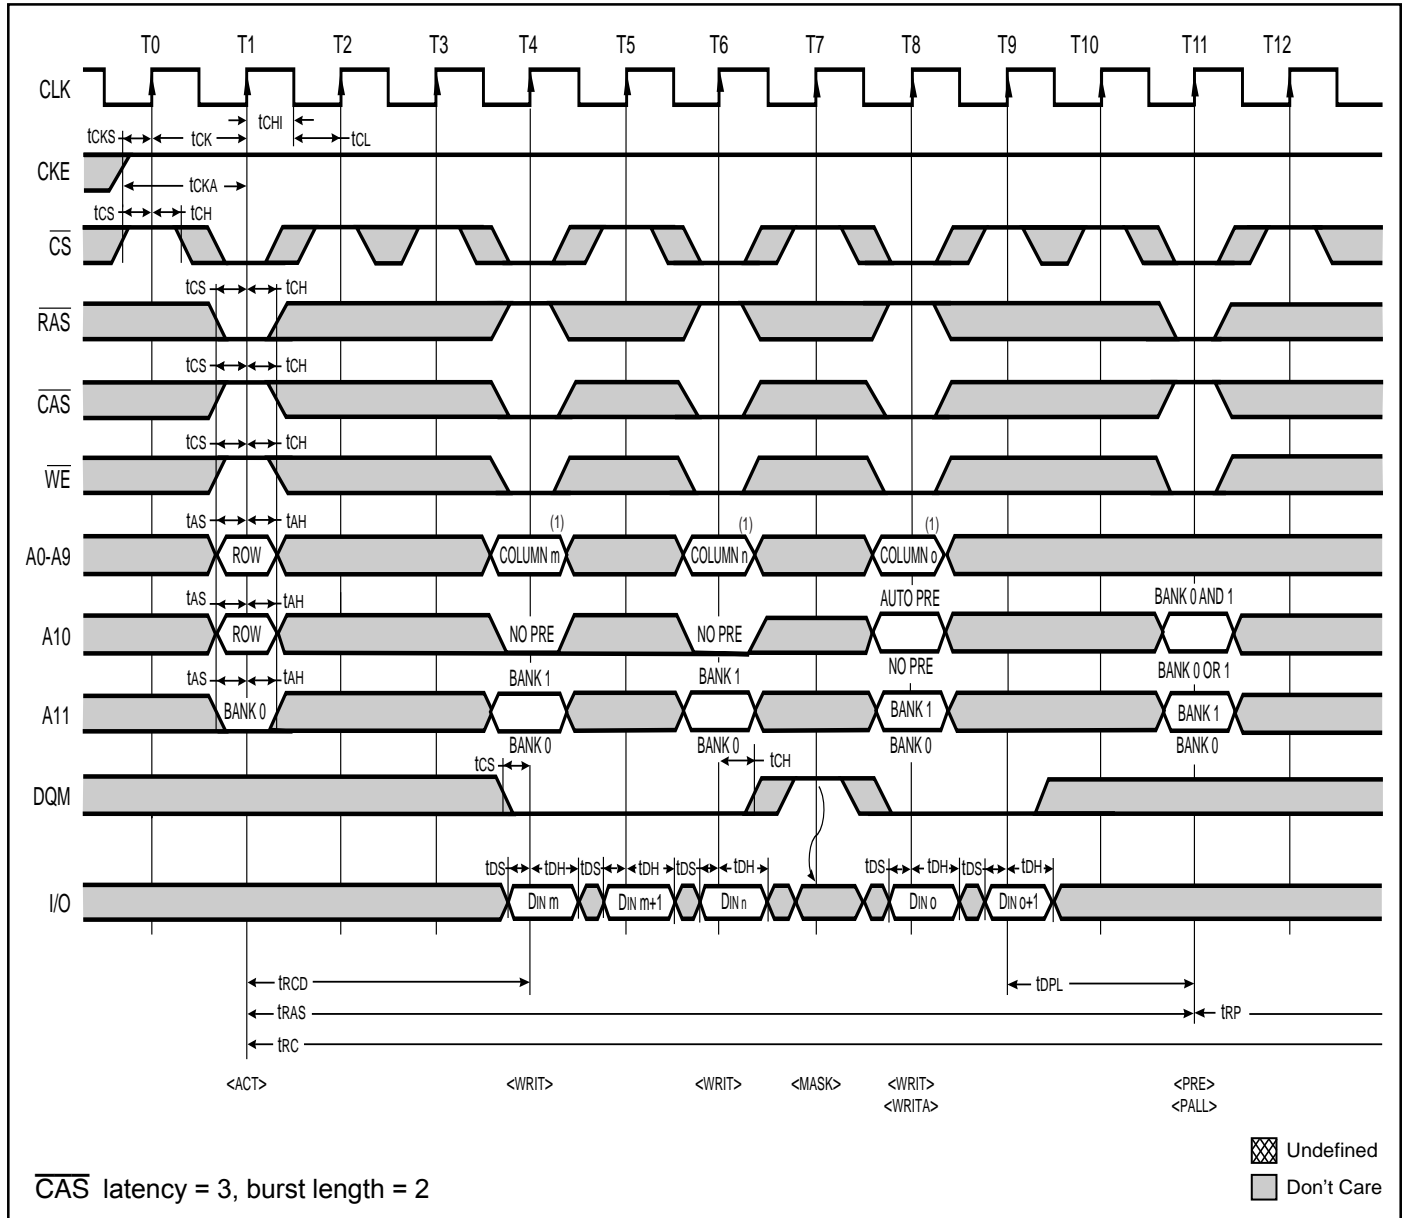 T0 T1 T2 T3 T4 T5 T6 T7 T8 T9 T10 T11 T12
CLK
tCHI
tCKS tCK tCL
CKE
tCKA
tCS tCH
CS
tCS tCH
RAS
tCS tCH
CAS
tCS tCH
WE
tAS tAH (1) (1) (1)
A0-A9 ROW COLUMN m COLUMN n COLUMN o
tAS tAH AUTO PRE BANK 0 AND 1
A10 ROW NO PRE NO PRE
NO PRE BANK 0 OR 1
tAS tAH BANK 1 BANK 1
A11 BANK 0 BANK 1 BANK 1
BANK 0 BANK 0 BANK 0 BANK 0
tCS tCH
DQM
tDS tDH tDS tDH tDS tDH tDS tDH tDS tDH
I/O DIN m DIN m+1 DIN n DIN o DIN o+1
tRCD tDPL
tRAS tRP
tRC
<ACT> <WRIT> <WRIT> <MASK> <WRIT> <PRE>
<WRITA> <PALL>
Undefined
CAS latency = 3, burst length = 2 Don't Care